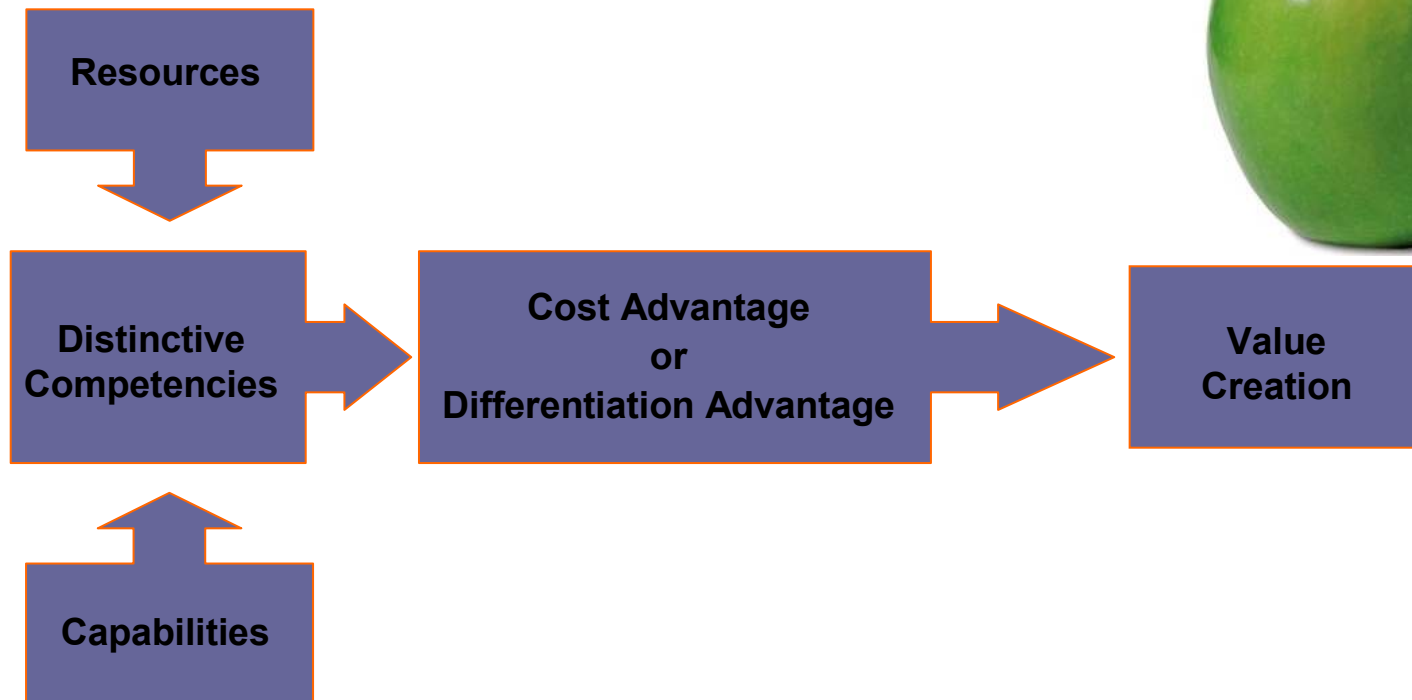 Resources
Distinctive
Competencies
Cost Advantage
or
Differentiation Advantage
Value
Creation
Capabilities